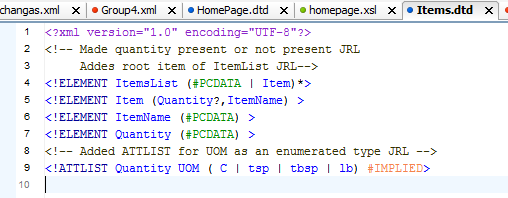 changas.xml Group4.xml HomePage.dtd homepage.xsl Items.dtd
1 <?xml version="1.0" encoding="UTF-8"?>
2 <!-- Made quantity present or not present JRL
3 Adds root item of ItemList JRL-->
4 <!ELEMENT ItemsList (#PCDATA | Item)*>
5 <!ELEMENT Item (Quantity?,ItemName) >
6 <!ELEMENT ItemName (#PCDATA) >
7 <!ELEMENT Quantity (#PCDATA) >
8 <!-- Added ATTLIST for UOM as an enumerated type JRL -->
9 <!ATTLIST Quantity UOM ( C | tsp | tbsp | lb) #IMPLIED>
10